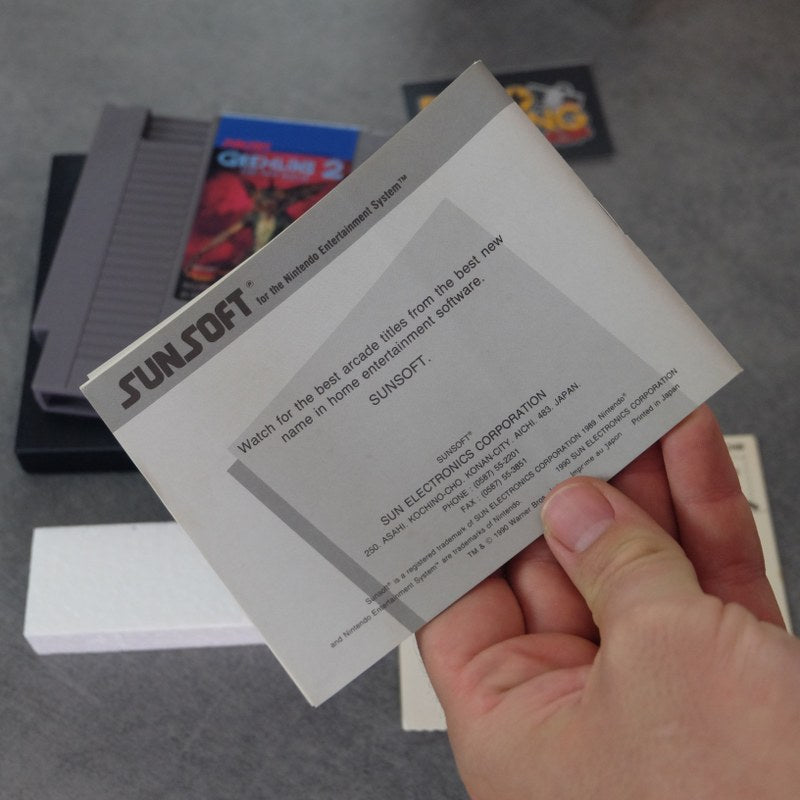 SUNSOFT® for the Nintendo Entertainment System™
Watch for the best arcade titles from the best new
name in home entertainment software.
SUNSOFT.
SUNSOFT®
SUN ELECTRONICS CORPORATION
250. ASAHI. KOCHINO-CHO. KONAN-CITY. AICHI. 483. JAPAN.
PHONE : (0587) 55-2201
FAX : (0587) 55-3851
Sunsoft® is a registered trademark of SUN ELECTRONICS CORPORATION 1989. Nintendo®
and Nintendo Entertainment System™ are trademarks of Nintendo. 1990 SUN ELECTRONICS CORPORATION
TM & © 1990 Warner Bros. Imprimé au japon Printed in Japan
GREMLINS 2